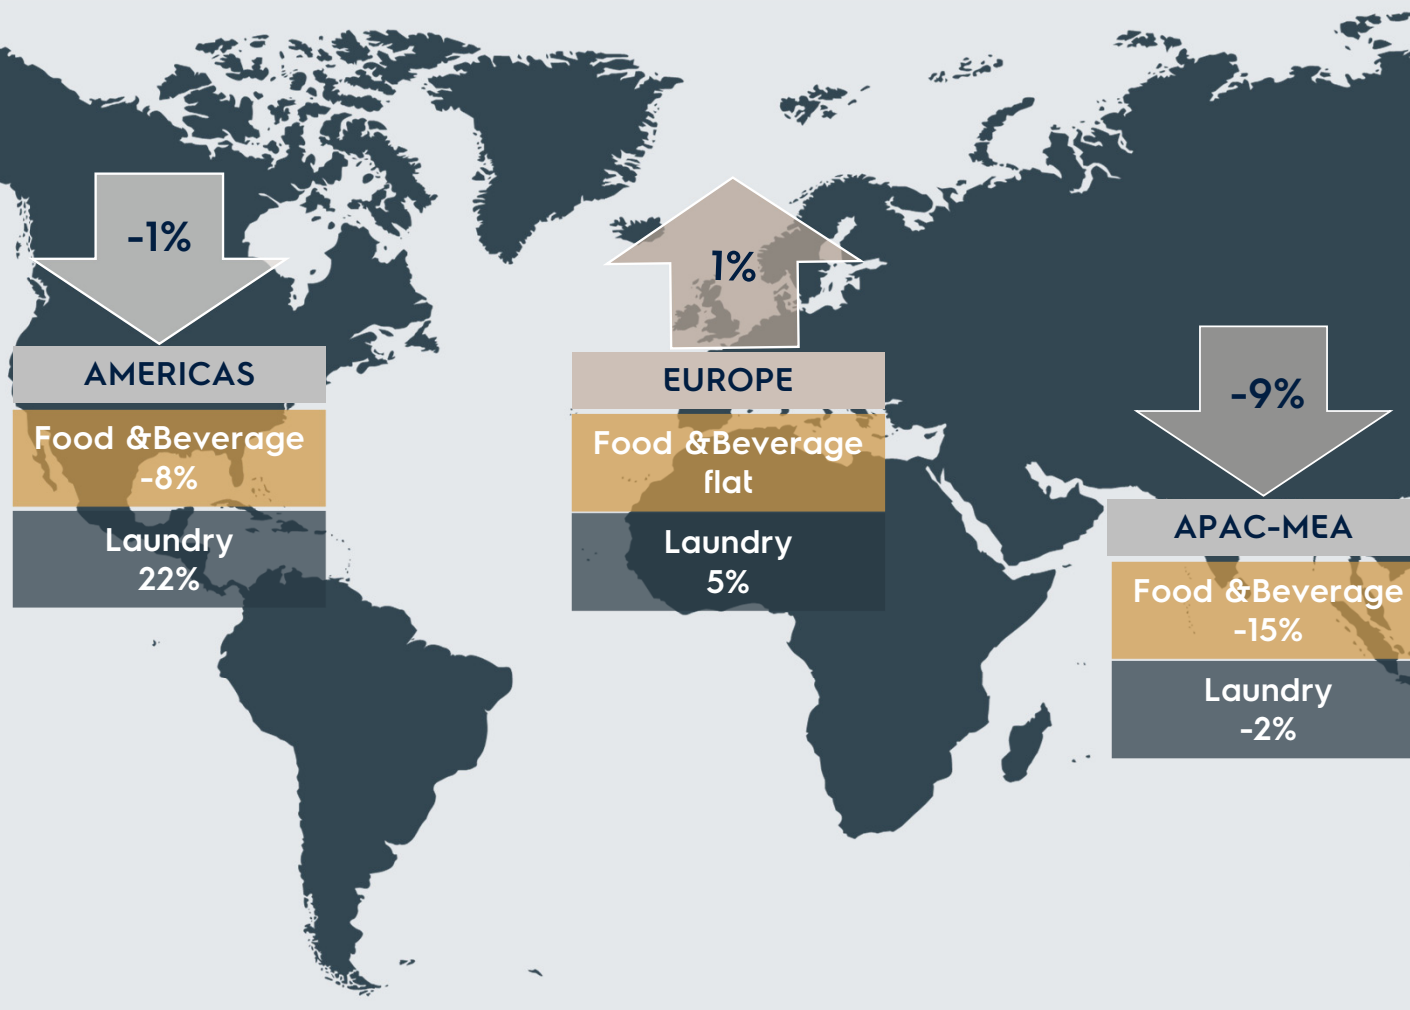 -1%
AMERICAS
Food &Beverage
-8%
Laundry
22%
1%
EUROPE
Food &Beverage
flat
Laundry
5%
-9%
APAC-MEA
Food &Beverage
-15%
Laundry
-2%